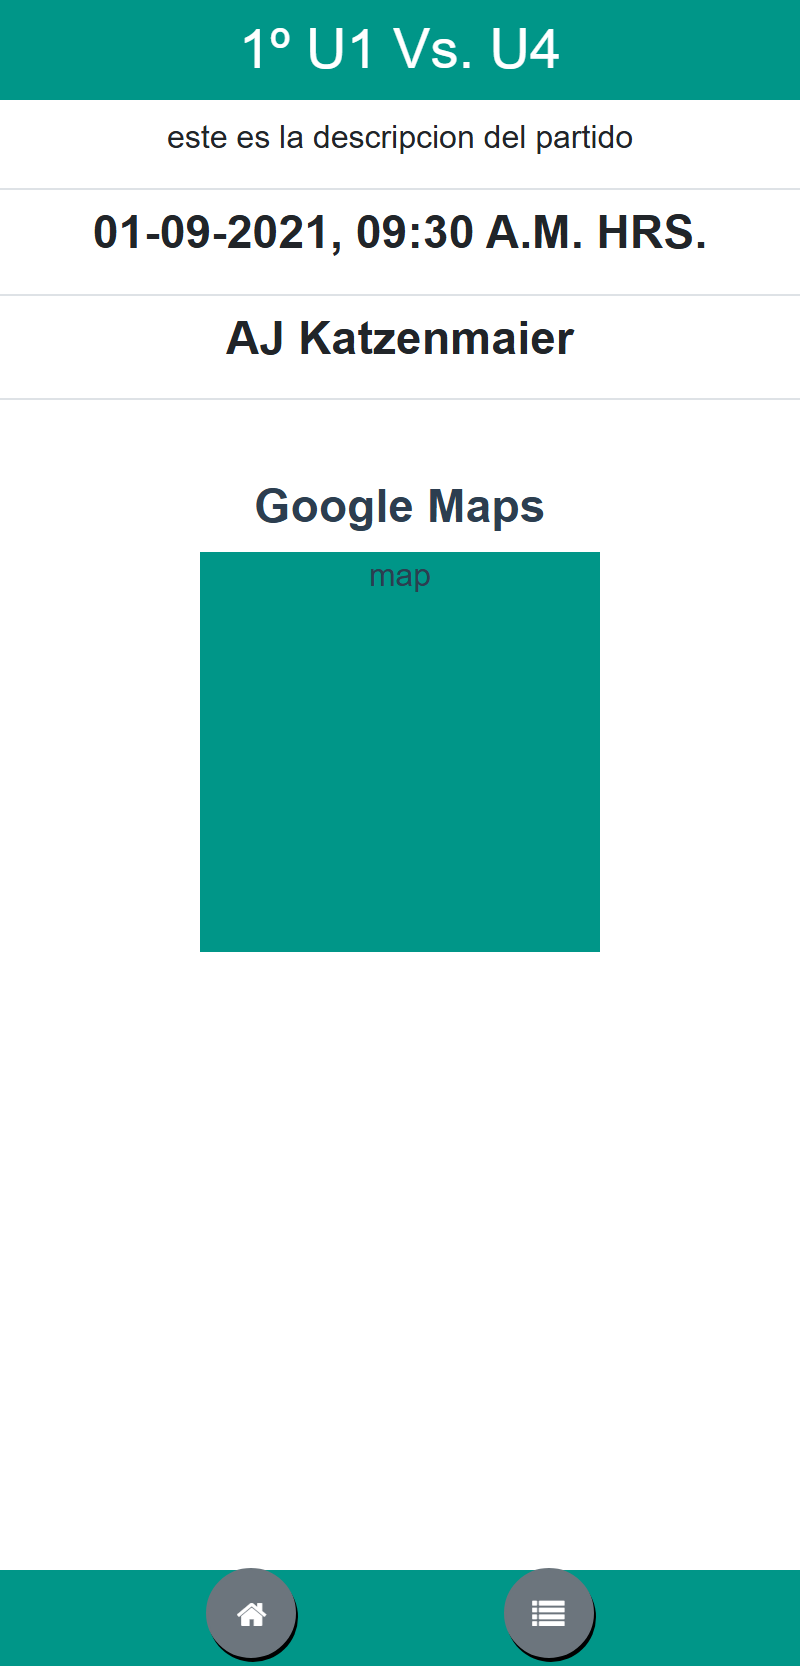 1º U1 Vs. U4
este es la descripcion del partido
01-09-2021, 09:30 A.M. HRS.
AJ Katzenmaier
Google Maps
map